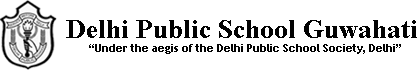 Delhi Public School Guwahati
“Under the aegis of the Delhi Public School Society, Delhi”